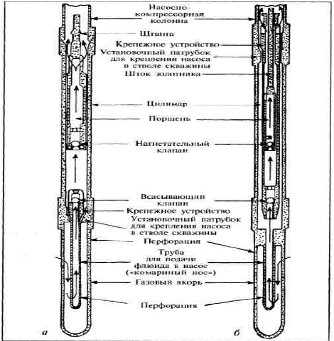 Насосно-
компрессорная
колонна
Штанга
Крепежное устройство
Установочный патрубок
для крепления насоса
в стволе скважины
Шток золотника
Цилиндр
Поршень
Нагнетательный
клапан
Всасывающий
клапан
Крепежное устройство
Установочный патрубок
для крепления насоса
в стволе скважины
Перфорация
Труба
для подачи
флюида в насос
(«комариный нос»)
Газовый якорь
Перфорация
а
б